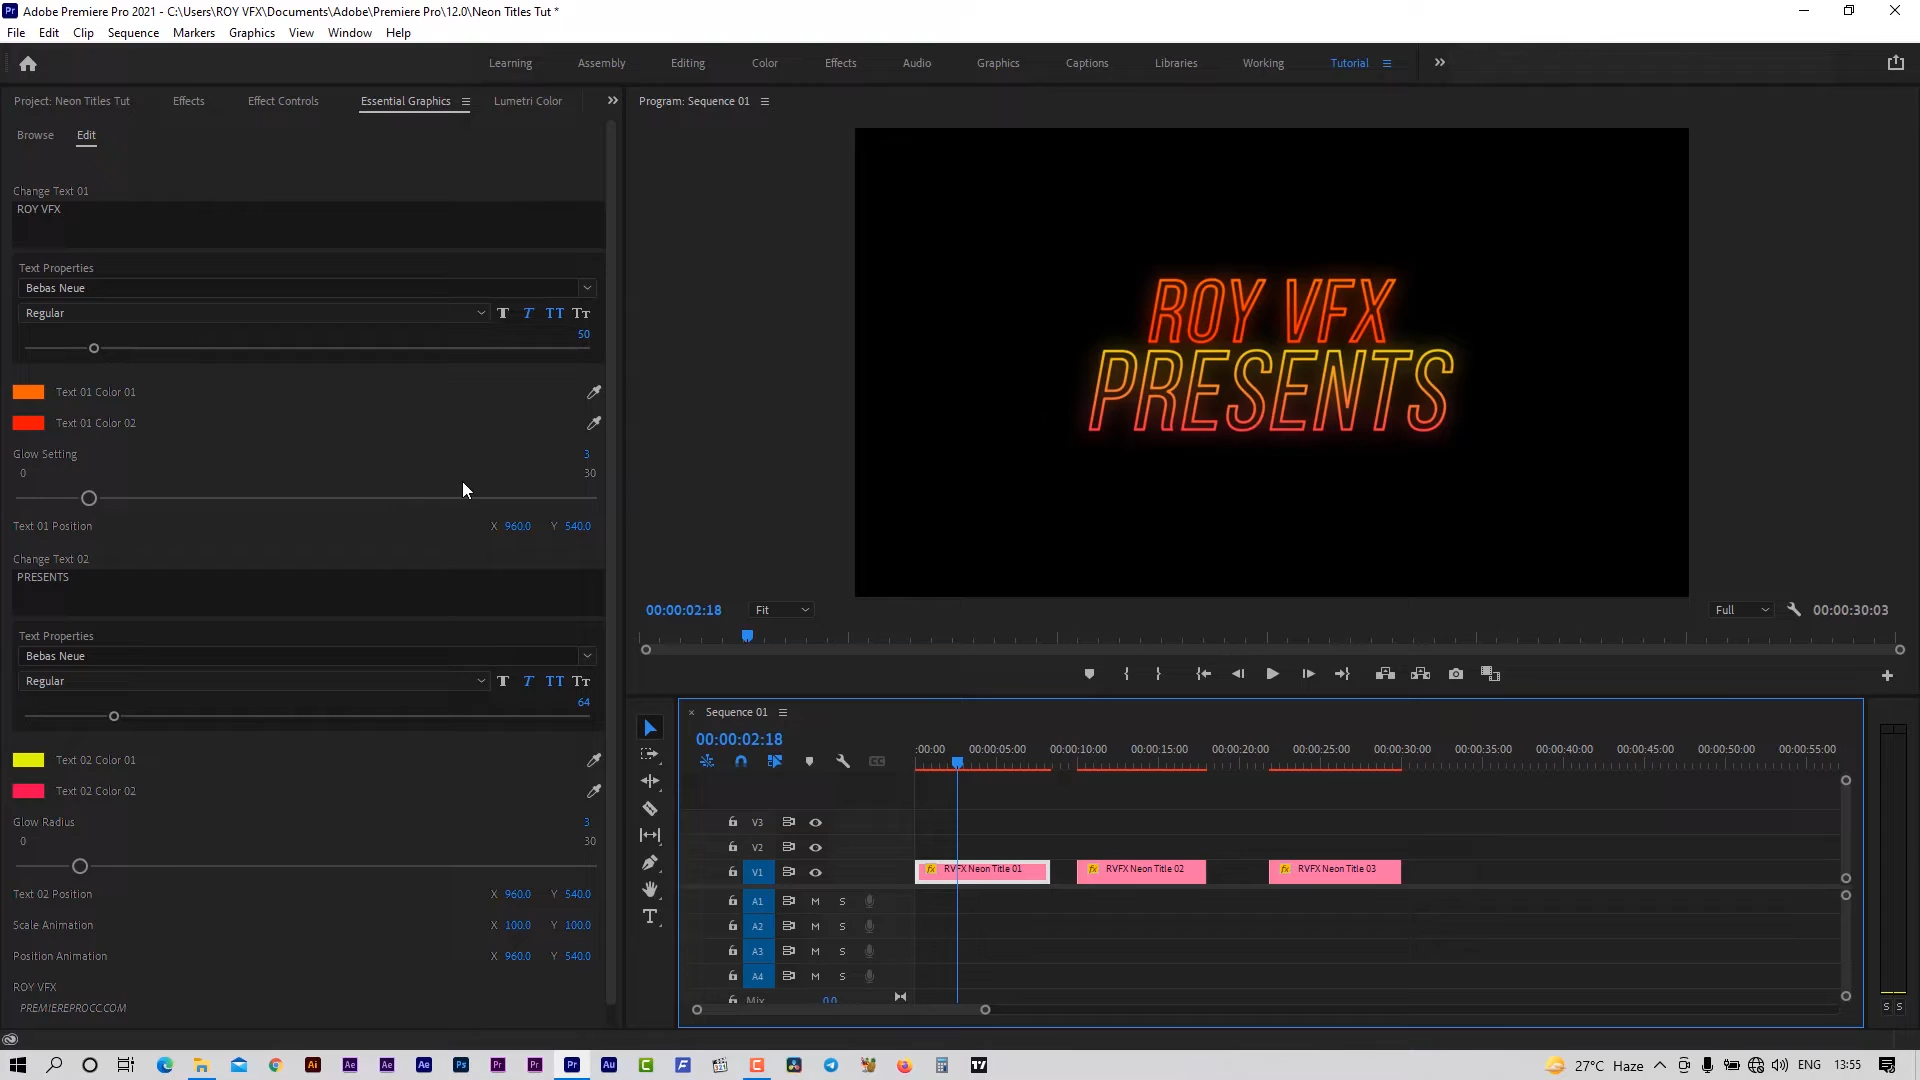 Adobe Premiere Pro 2021 - C:\Users\ROY VFX\Documents\Adobe\Premiere Pro\12.0\Neon Titles Tut *
File Edit Clip Sequence Markers Graphics View Window Help
Learning Assembly Editing Color Effects Audio Graphics Captions Libraries Working Tutorial
Project: Neon Titles Tut Effects Effect Controls Essential Graphics Lumetri Color
Program: Sequence 01
Browse Edit
Change Text 01
ROY VFX
Text Properties
Bebas Neue
Regular
50
Text 01 Color 01
Text 01 Color 02
Glow Setting 3
0 30
Text 01 Position X 960.0 Y 540.0
Change Text 02
PRESENTS
Text Properties
Bebas Neue
Regular
64
Text 02 Color 01
Text 02 Color 02
Glow Radius 3
0 30
Text 02 Position X 960.0 Y 540.0
Scale Animation X 100.0 Y 100.0
Position Animation X 960.0 Y 540.0
ROY VFX
PREMIEREPROCC.COM
ROY VFX
PRESENTS
00:00:02:18 Fit Full 00:00:30:03
Sequence 01
00:00:02:18
:00:00 00:00:05:00 00:00:10:00 00:00:15:00 00:00:20:00 00:00:25:00 00:00:30:00 00:00:35:00 00:00:40:00 00:00:45:00 00:00:50:00 00:00:55:00
V3
V2
V1 RVFX Neon Title 01 RVFX Neon Title 02 RVFX Neon Title 03
A1 M S
A2 M S
A3 M S
A4 M S
Mix 0.0
S S
27°C Haze ENG 13:55